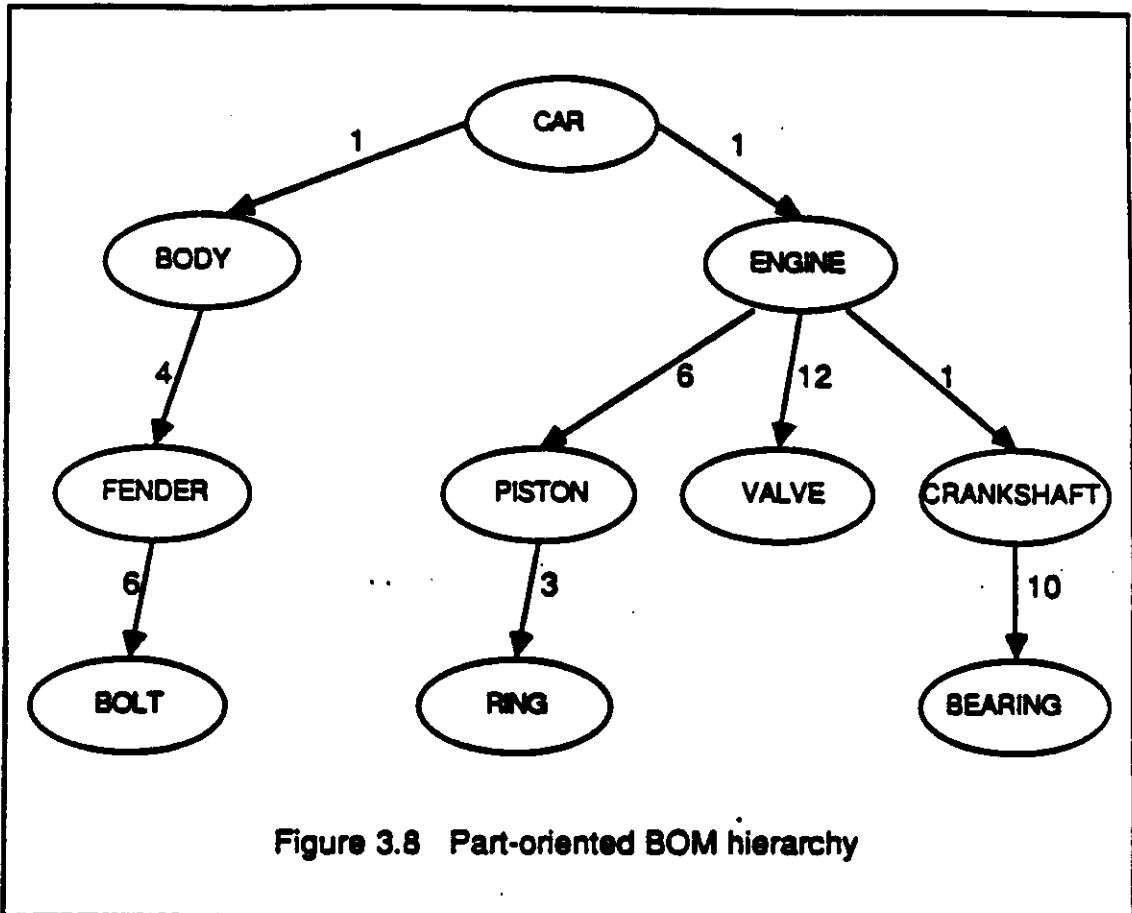 CAR
1
1
BODY
ENGINE
4
6
12
1
FENDER
PISTON
VALVE
CRANKSHAFT
6
3
10
BOLT
RING
BEARING
Figure 3.8 Part-oriented BOM hierarchy